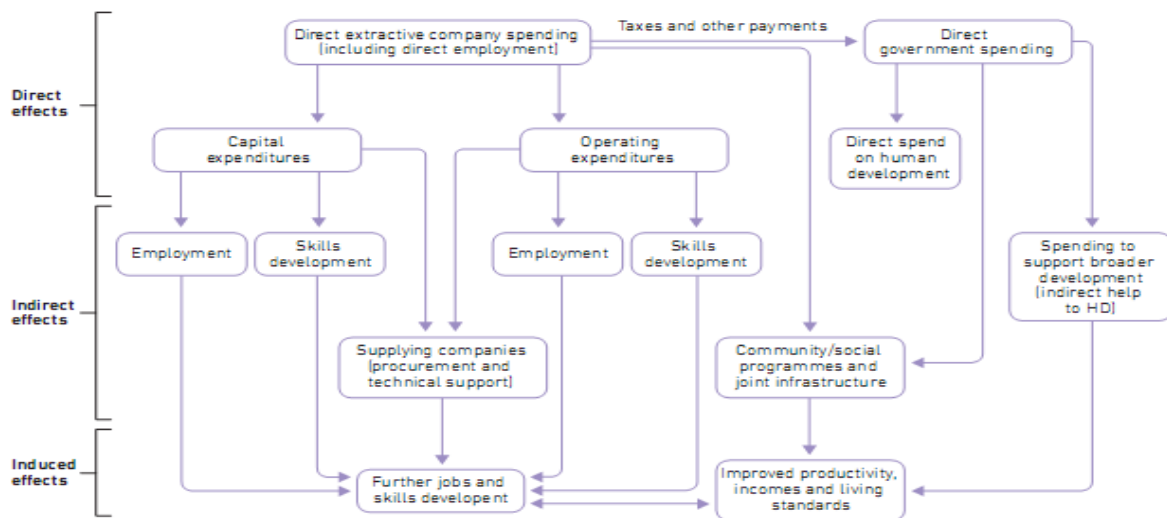 Direct extractive company spending
(including direct employment)
Taxes and other payments
Direct
government spending
Direct
effects
Capital
expenditures
Operating
expenditures
Direct spend
on human
development
Employment
Skills
development
Employment
Skills
development
Spending to
support broader
development
(indirect help
to HD)
Indirect
effects
Supplying companies
(procurement and
technical support)
Community/social
programmes and
joint infrastructure
Induced
effects
Further jobs and
skills developent
Improved productivity,
incomes and living
standards